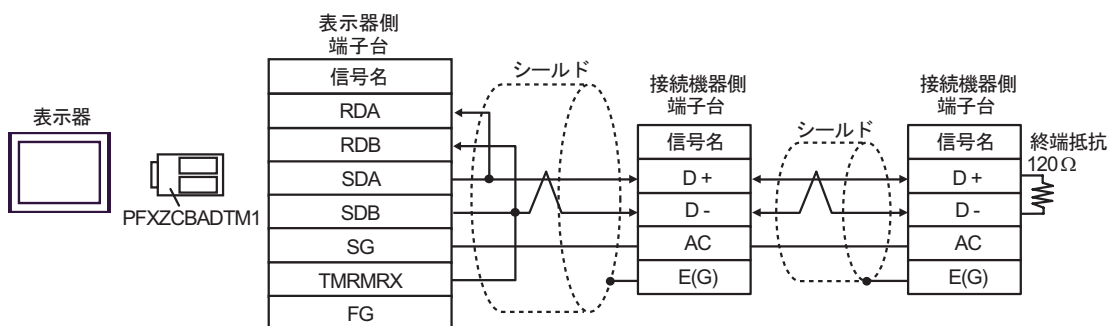 表示器
PFXZCBADTM1
表示器側
端子台
信号名
RDA
RDB
SDA
SDB
SG
TMRMRX
FG
シールド
接続機器側
端子台
信号名
D +
D -
AC
E(G)
シールド
接続機器側
端子台
信号名
D +
D -
AC
E(G)
終端抵抗
120Ω